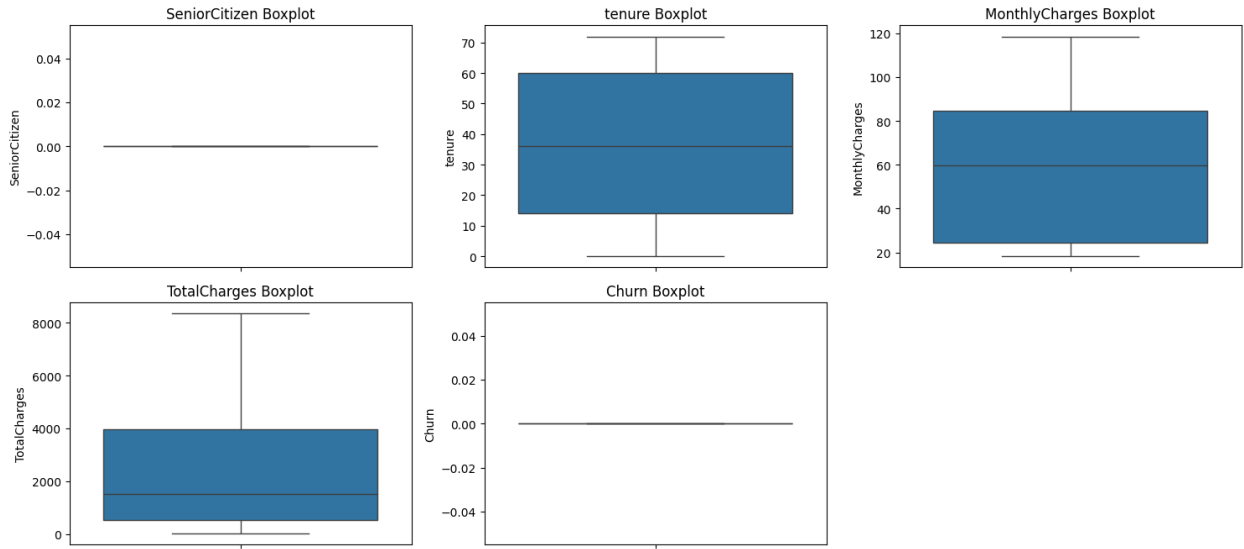 SeniorCitizen Boxplot
0.04
0.02
0.00
−0.02
−0.04
SeniorCitizen
tenure Boxplot
70
60
50
40
30
20
10
0
tenure
MonthlyCharges Boxplot
120
100
80
60
40
20
MonthlyCharges
TotalCharges Boxplot
8000
6000
4000
2000
0
TotalCharges
Churn Boxplot
0.04
0.02
0.00
−0.02
−0.04
Churn